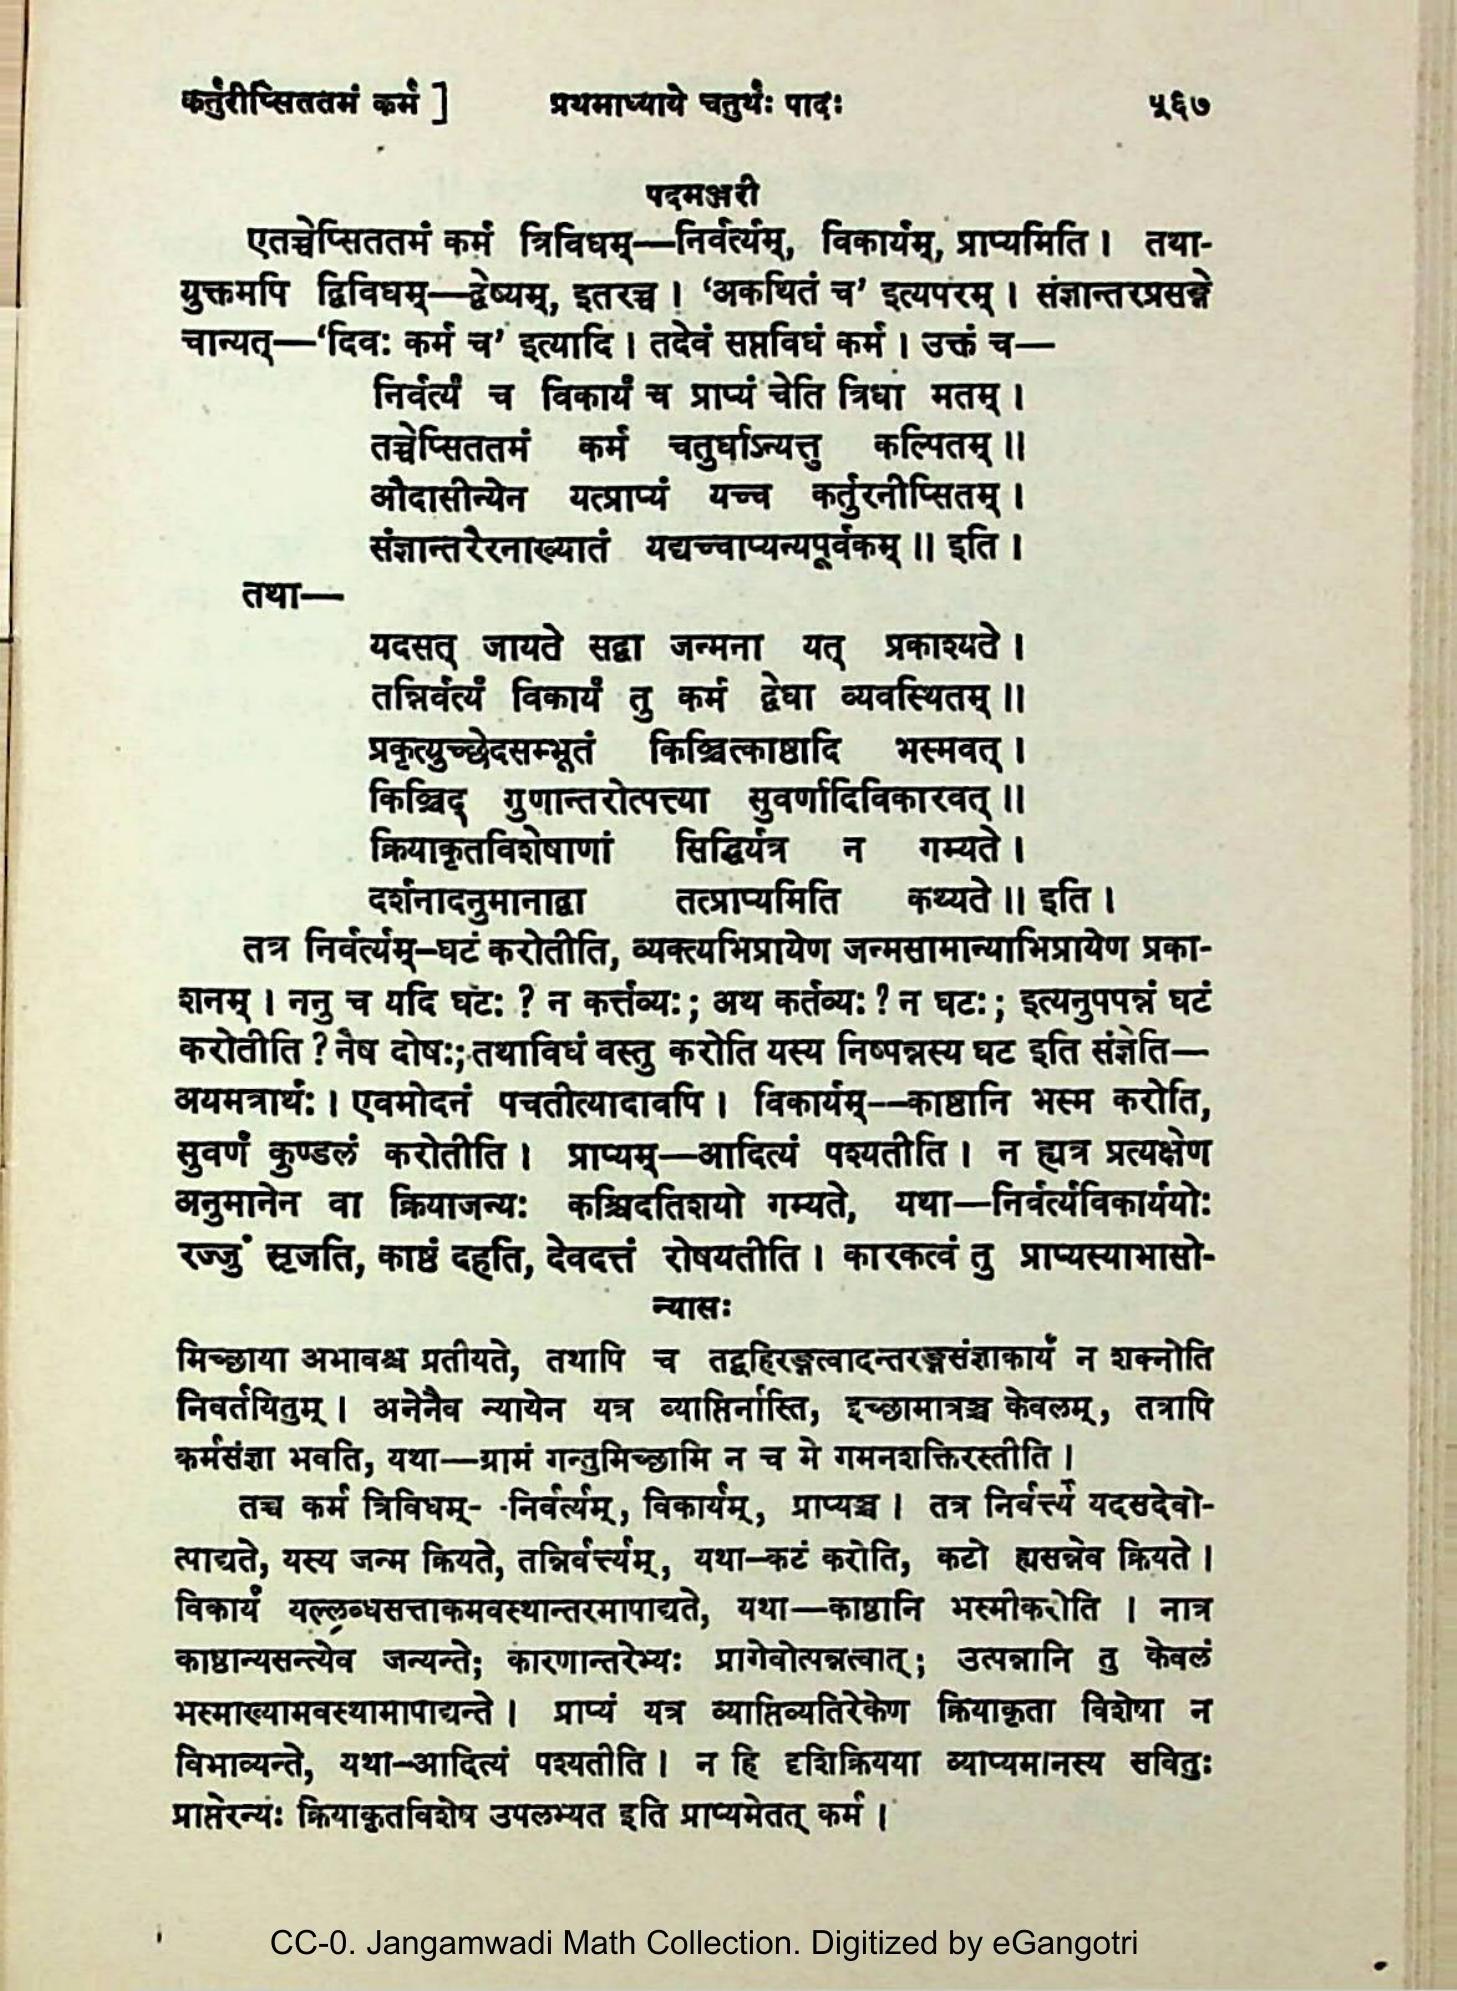 कर्तुरीप्सिततमं कर्म ] प्रथमाध्याये चतुर्थः पादः ५६७
पदमञ्जरी
एतच्चेप्सिततमं कर्म त्रिविधम्—निर्वर्त्यम्, विकार्यम्, प्राप्यमिति । तथा-
युक्तमपि द्विविधम्—द्वेष्यम्, इतरच्च । ‘अकथितं च’ इत्यपरम् । संज्ञान्तरप्रसङ्गे
चान्यत्—‘दिवः कर्म च’ इत्यादि । तदेवं सप्तविधं कर्म । उक्तं च—
निर्वर्त्यं च विकार्यं च प्राप्यं चेति त्रिधा मतम् ।
तच्चेप्सिततमं कर्म चतुर्धाऽन्यत्तु कल्पितम् ॥
औदासीन्येन यत्प्राप्यं यच्च कर्तुरनीप्सितम् ।
संज्ञान्तरैरनाख्यातं यद्यच्चाप्यन्यपूर्वकम् ॥ इति ।
तथा—
यदसत् जायते सद्वा जन्मना यत् प्रकाश्यते ।
तन्निर्वर्त्यं विकार्यं तु कर्म द्वेधा व्यवस्थितम् ॥
प्रकृत्युच्छेदसम्भूतं किञ्चित्काष्ठादि भस्मवत् ।
किञ्चिद् गुणान्तरोत्पत्त्या सुवर्णादिविकारवत् ॥
क्रियाकृतविशेषाणां सिद्धिर्यत्र न गम्यते ।
दर्शनादनुमानाद्वा तत्प्राप्यमिति कथ्यते ॥ इति ।
तत्र निर्वर्त्यम्–घटं करोतीति, व्यक्त्यभिप्रायेण जन्मसामान्याभिप्रायेण प्रका-
शनम् । ननु च यदि घटः ? न कर्त्तव्यः; अथ कर्तव्यः ? न घटः; इत्यनुपपन्नं घटं
करोतीति ? नैष दोषः; तथाविधं वस्तु करोति यस्य निष्पन्नस्य घट इति संज्ञेति—
अयमत्रार्थः । एवमोदनं पचतीत्यादावपि । विकार्यम्—काष्ठानि भस्म करोति,
सुवर्णं कुण्डलं करोतीति । प्राप्यम्—आदित्यं पश्यतीति । न ह्यत्र प्रत्यक्षेण
अनुमानेन वा क्रियाजन्यः कश्चिदतिशयो गम्यते, यथा—निर्वर्त्यविकार्ययोः
रज्जुं सृजति, काष्ठं दहति, देवदत्तं रोषयतीति । कारकत्वं तु प्राप्यस्याभासो-
न्यासः
मिच्छाया अभावश्च प्रतीयते, तथापि च तद्बहिरङ्गत्वादन्तरङ्गसंज्ञाकार्यं न शक्नोति
निवर्तयितुम् । अनेनैव न्यायेन यत्र व्याप्तिर्नास्ति, इच्छामात्रञ्च केवलम्, तत्रापि
कर्मसंज्ञा भवति, यथा—ग्रामं गन्तुमिच्छामि न च मे गमनशक्तिरस्तीति ।
तच्च कर्म त्रिविधम्- -निर्वर्त्यम्, विकार्यम्, प्राप्यञ्च । तत्र निर्वर्त्त्यं यदसदेवो-
त्पाद्यते, यस्य जन्म क्रियते, तन्निर्वर्त्त्यम्, यथा–कटं करोति, कटो ह्यसन्नेव क्रियते ।
विकार्यं यल्लब्धसत्ताकमवस्थान्तरमापाद्यते, यथा—काष्ठानि भस्मीकरोति । नात्र
काष्ठान्यसन्त्येव जन्यन्ते; कारणान्तरेभ्यः प्रागेवोत्पन्नत्वात्; उत्पन्नानि तु केवलं
भस्माख्यामवस्थामापाद्यन्ते । प्राप्यं यत्र व्याप्तिव्यतिरेकेण क्रियाकृता विशेषा न
विभाव्यन्ते, यथा–आदित्यं पश्यतीति । न हि दृशिक्रियया व्याप्यमानस्य सवितुः
प्राप्तेरन्यः क्रियाकृतविशेष उपलभ्यत इति प्राप्यमेतत् कर्म ।
CC-0. Jangamwadi Math Collection. Digitized by eGangotri